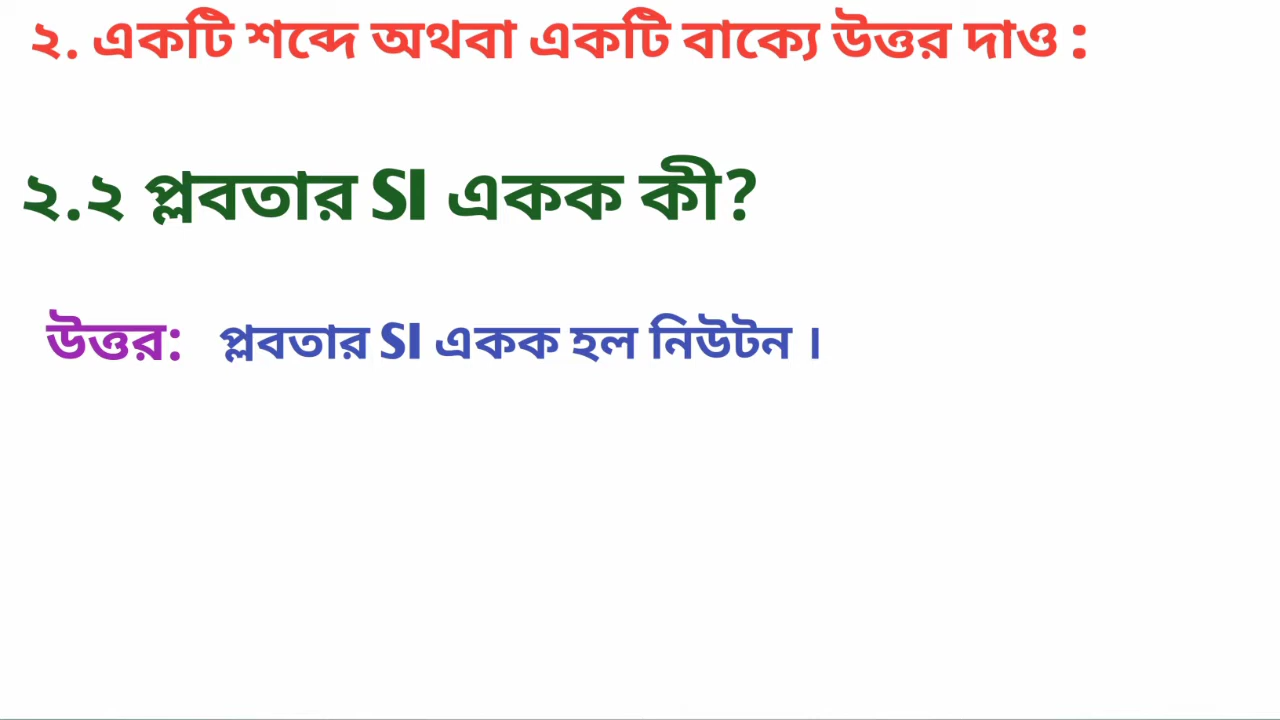 ২. একটি শব্দে অথবা একটি বাক্যে উত্তর দাও :
২.২ প্লবতার SI একক কী?
উত্তর: প্লবতার SI একক হল নিউটন ।